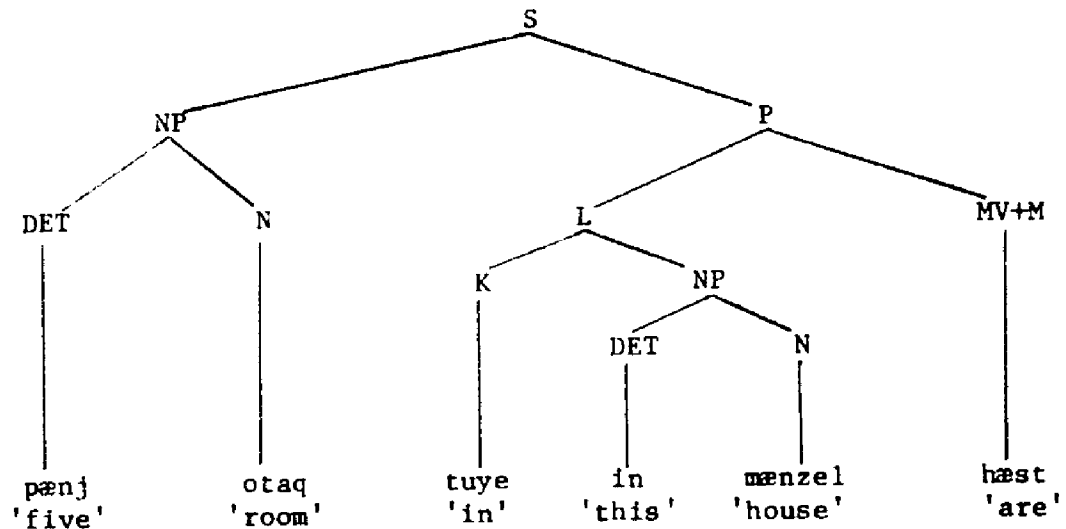 S
NP P
DET N L MV+M
K NP
DET N
pænj otaq tuye in mænzel hæst
'five' 'room' 'in' 'this' 'house' 'are'